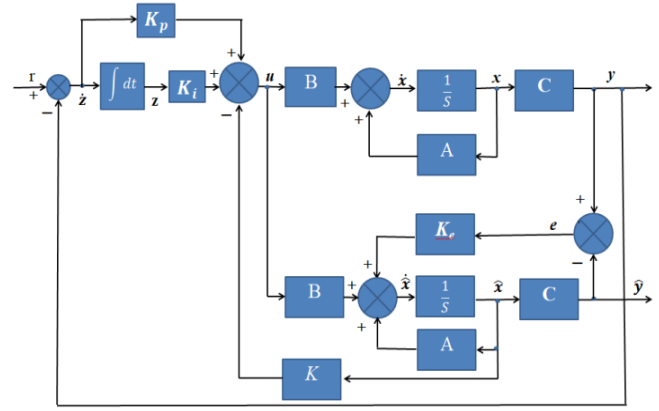 K_p
+
r
+
−
ż
∫ dt
z
K_i
+
−
u
B
+
+
ẋ
1/S
x
C
y
A
+
K_e
e
−
+
B
+
+
x̂̇
1/S
x̂
C
ŷ
A
K